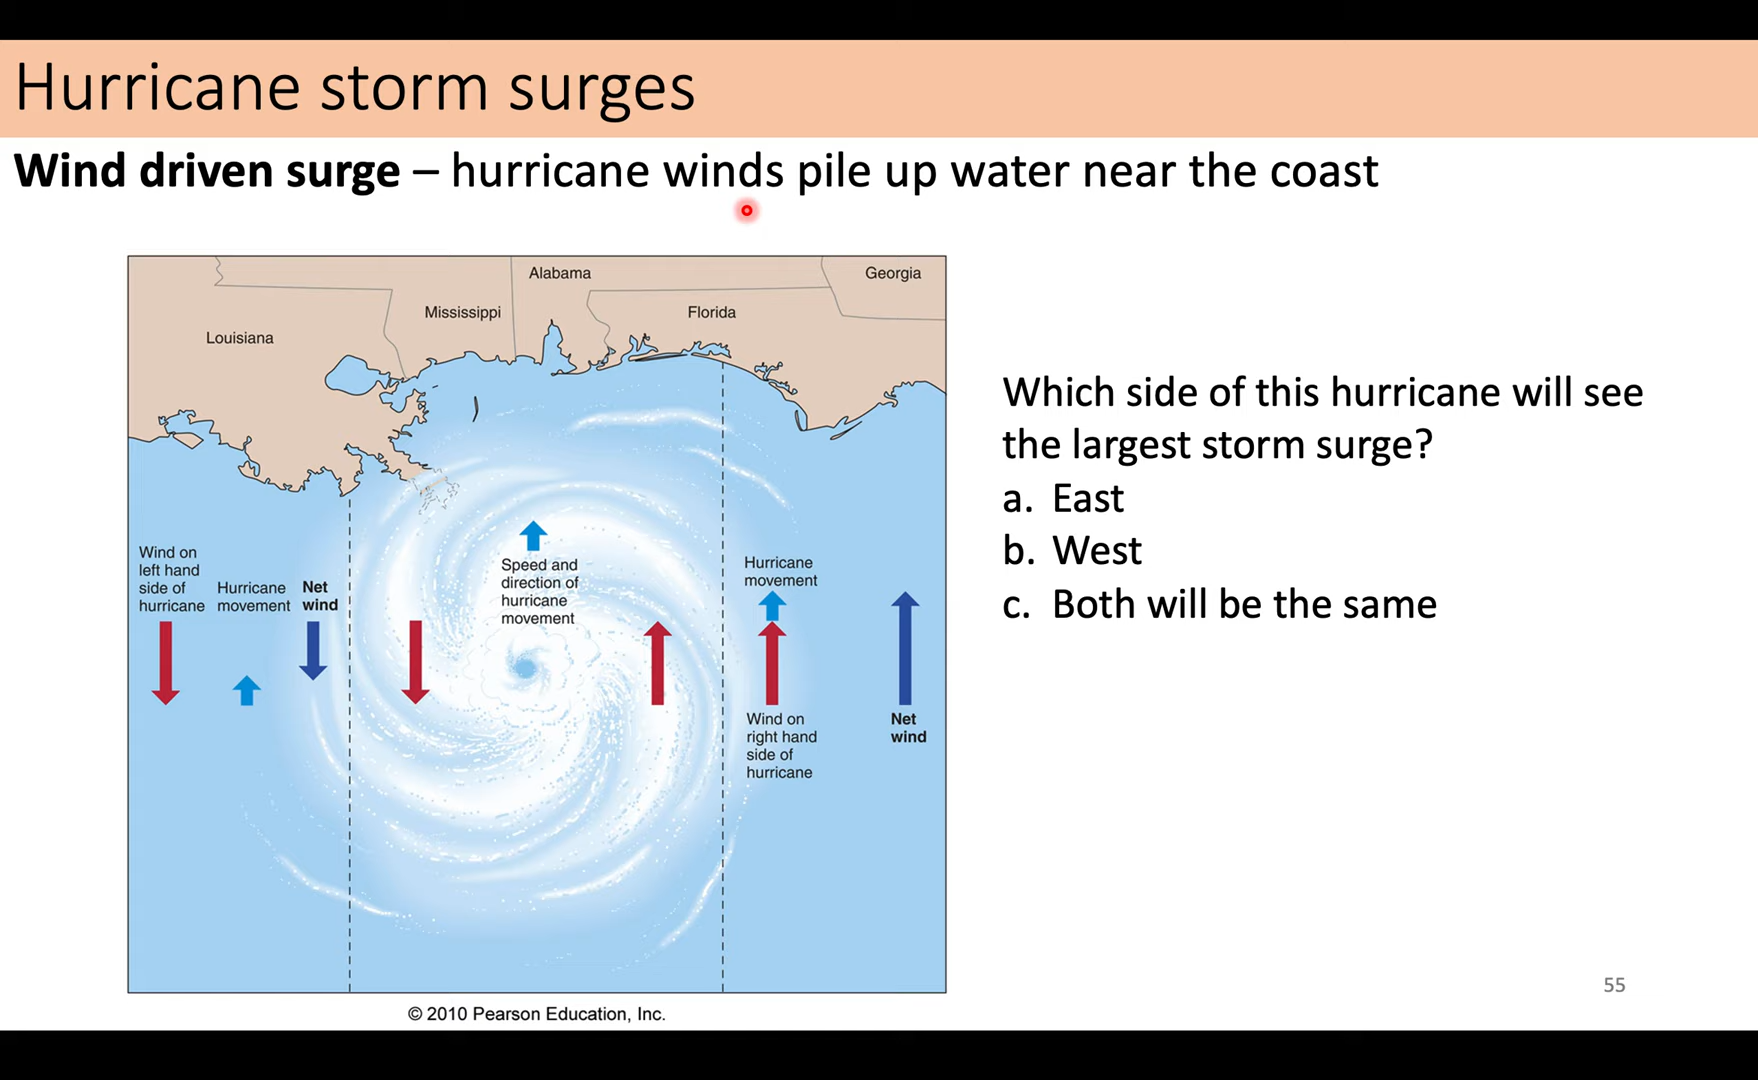 Hurricane storm surges
Wind driven surge – hurricane winds pile up water near the coast
Alabama
Georgia
Mississippi
Florida
Louisiana
Wind on
left hand
side of
hurricane
Hurricane
movement
Net
wind
Speed and
direction of
hurricane
movement
Hurricane
movement
Wind on
right hand
side of
hurricane
Net
wind
© 2010 Pearson Education, Inc.
Which side of this hurricane will see
the largest storm surge?
a. East
b. West
c. Both will be the same
55